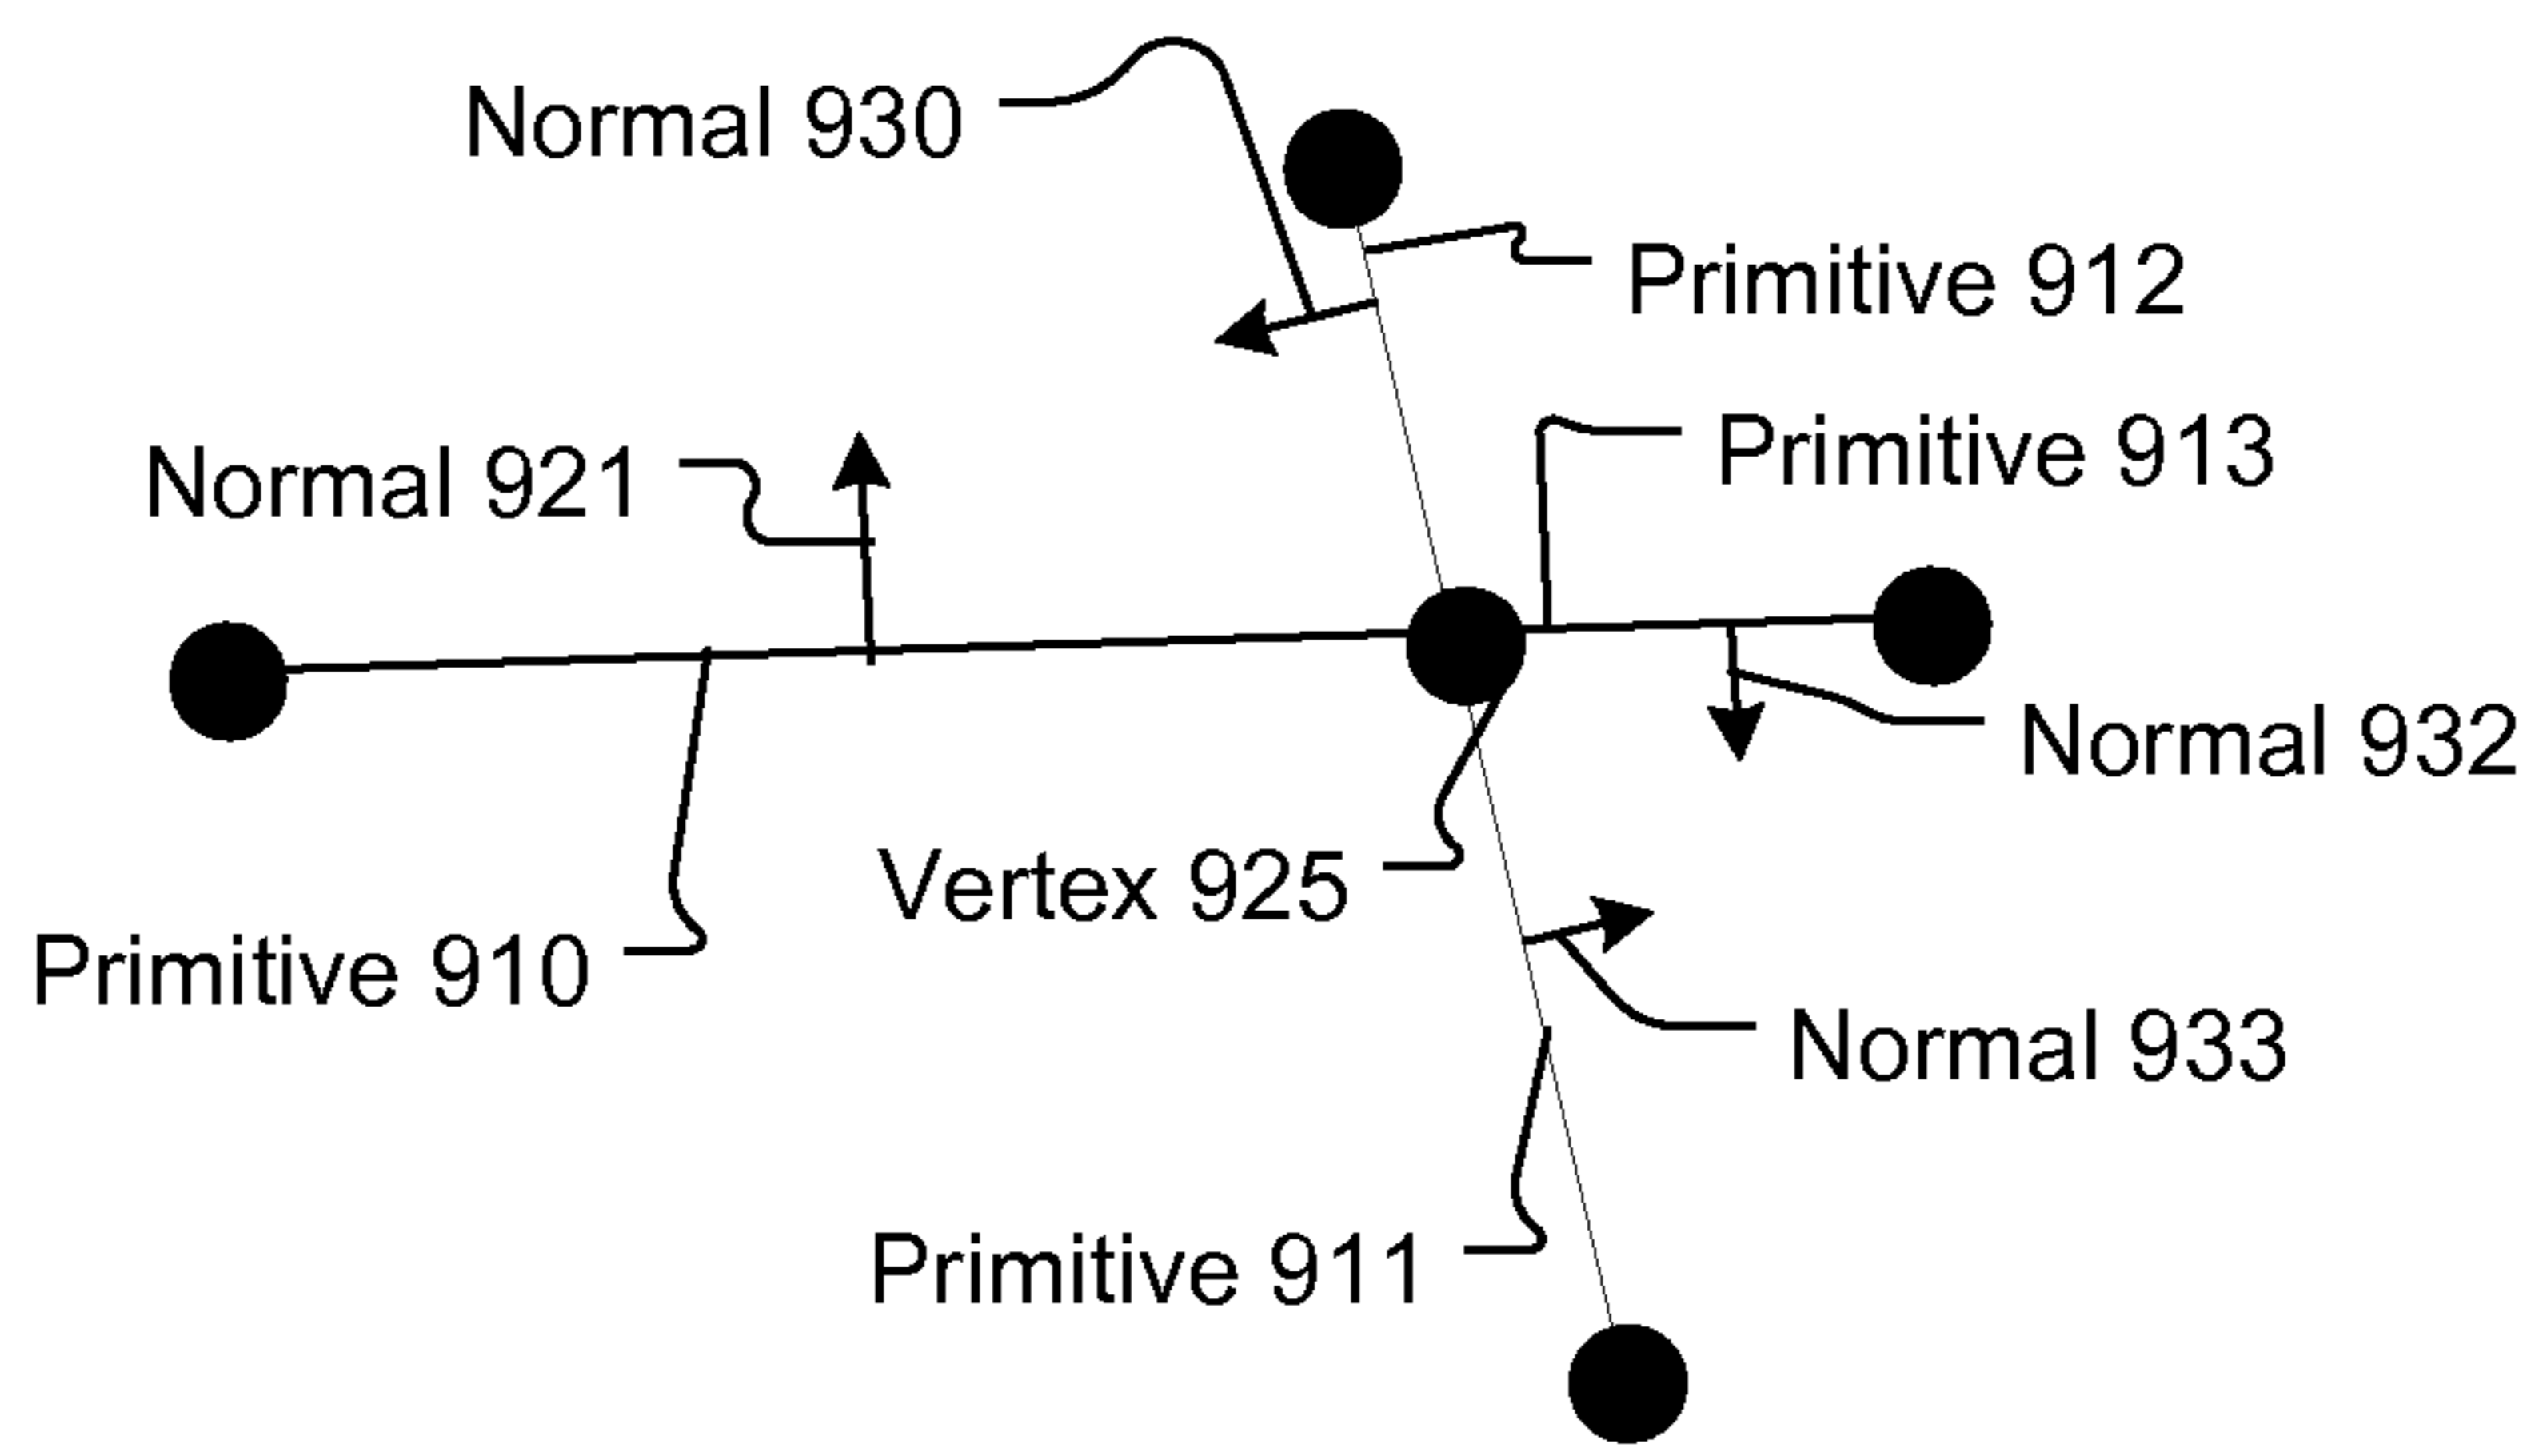 Normal 930
Primitive 912
Primitive 913
Normal 921
Normal 932
Vertex 925
Primitive 910
Normal 933
Primitive 911